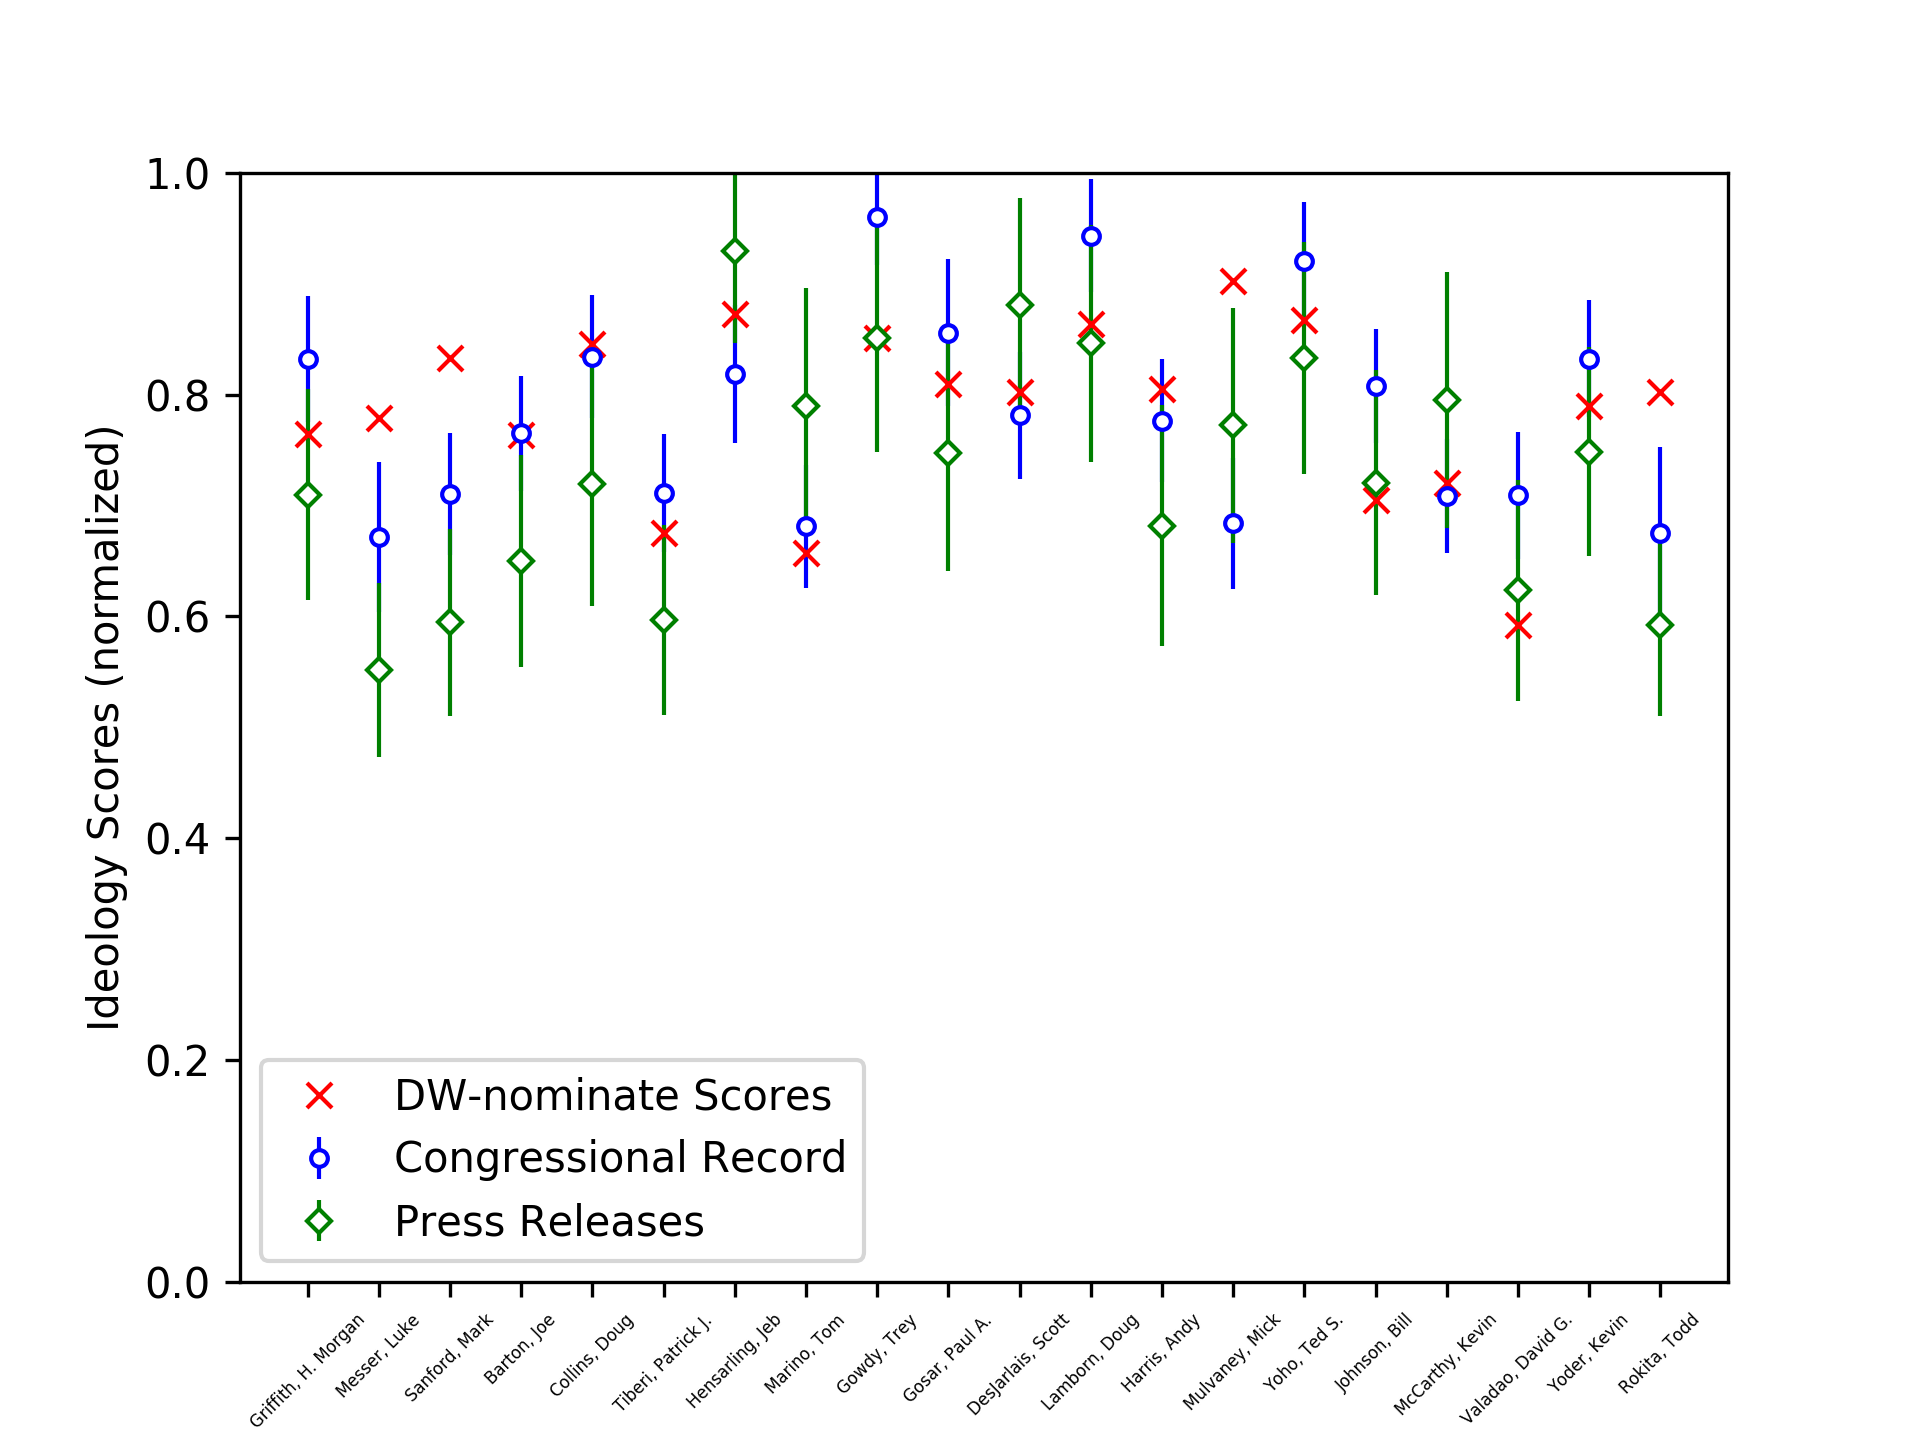 1.0
0.8
0.6
0.4
0.2
0.0
Ideology Scores (normalized)
DW-nominate Scores
Congressional Record
Press Releases
Griffith, H. Morgan
Messer, Luke
Sanford, Mark
Barton, Joe
Collins, Doug
Tiberi, Patrick J.
Hensarling, Jeb
Marino, Tom
Gowdy, Trey
Gosar, Paul A.
DesJarlais, Scott
Lamborn, Doug
Harris, Andy
Mulvaney, Mick
Yoho, Ted S.
Johnson, Bill
McCarthy, Kevin
Valadao, David G.
Yoder, Kevin
Rokita, Todd